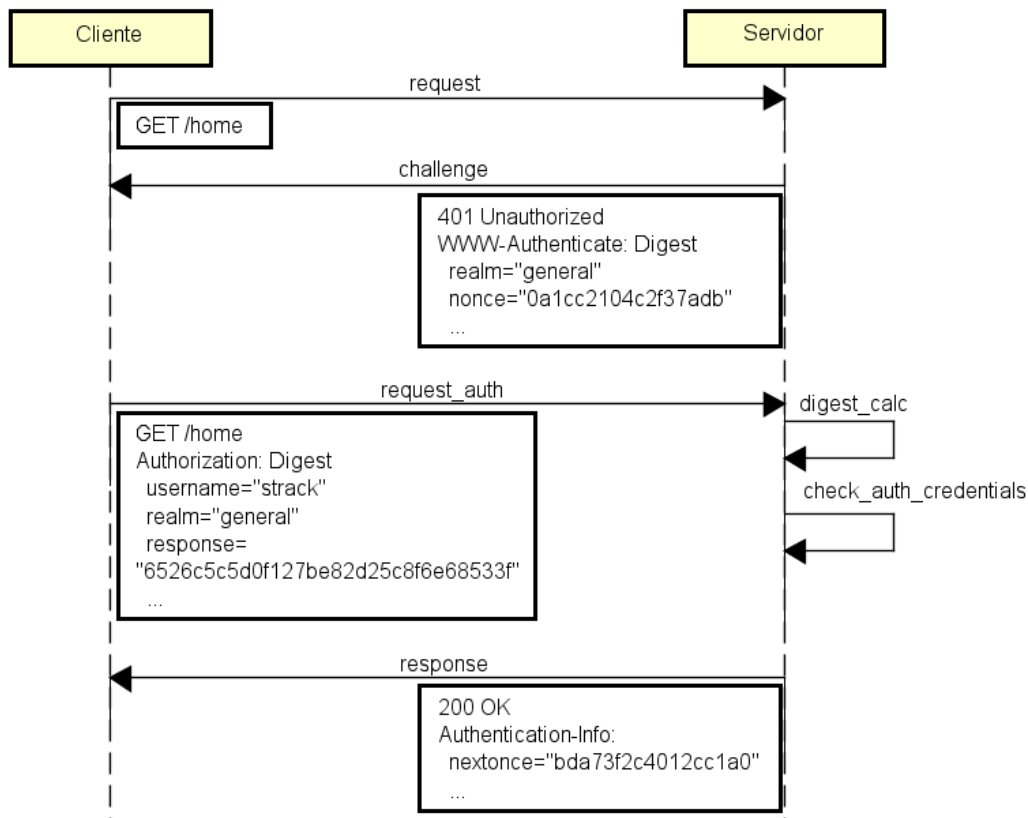 Cliente
Servidor
request
GET /home
challenge
401 Unauthorized
WWW-Authenticate: Digest
realm="general"
nonce="0a1cc2104c2f37adb"
...
request_auth
digest_calc
GET /home
Authorization: Digest
username="strack"
realm="general"
response=
"6526c5c5d0f127be82d25c8f6e68533f"
...
check_auth_credentials
response
200 OK
Authentication-Info:
nextonce="bda73f2c4012cc1a0"
...